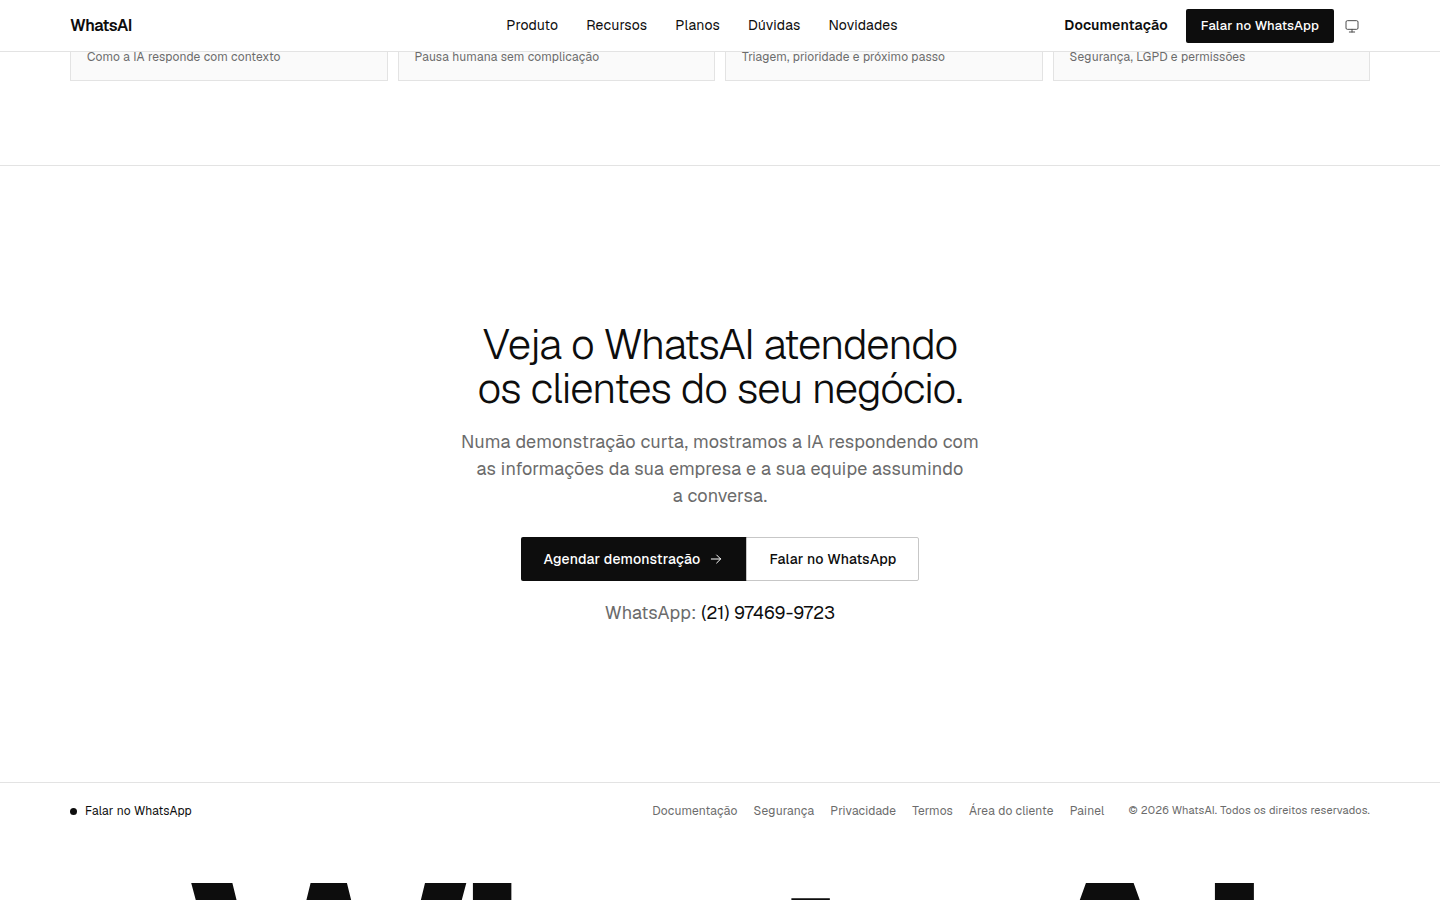 WhatsAI
Produto Recursos Planos Dúvidas Novidades
Documentação Falar no WhatsApp
Como a IA responde com contexto
Pausa humana sem complicação
Triagem, prioridade e próximo passo
Segurança, LGPD e permissões
Veja o WhatsAI atendendo
os clientes do seu negócio.
Numa demonstração curta, mostramos a IA respondendo com
as informações da sua empresa e a sua equipe assumindo
a conversa.
Agendar demonstração → Falar no WhatsApp
WhatsApp: (21) 97469-9723
Falar no WhatsApp
Documentação Segurança Privacidade Termos Área do cliente Painel © 2026 WhatsAI. Todos os direitos reservados.